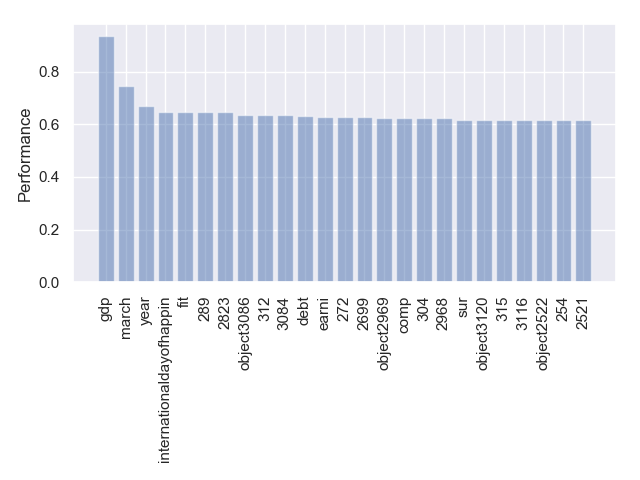 Performance
0.8
0.6
0.4
0.2
0.0
gdp
march
year
internationaldayofhappin
fit
289
2823
object3086
312
3084
debt
earni
272
2699
object2969
comp
304
2968
sur
object3120
315
3116
object2522
254
2521